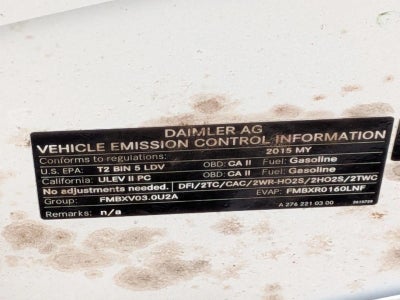 DAIMLER AG
VEHICLE EMISSION CONTROL INFORMATION
Conforms to regulations: 2015 MY
U.S. EPA: T2 BIN 5 LDV OBD: CA II Fuel: Gasoline
California: ULEV II PC OBD: CA II Fuel: Gasoline
No adjustments needed. DFI/2TC/CAC/2WR-HO2S/2HO2S/2TWC
Group: FMBXV03.0U2A EVAP: FMBXR0160LNF
Remarks: n/a A 276 221 03 00